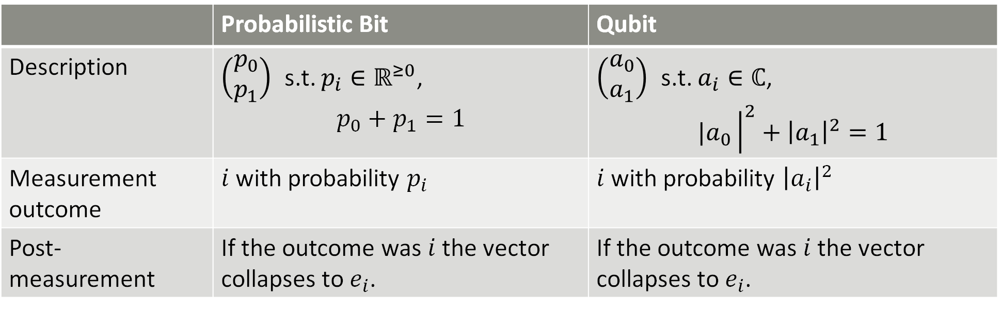 Probabilistic Bit
Qubit
Description
(p₀ p₁) s.t. pᵢ ∈ ℝ^≥0,
p₀ + p₁ = 1
(a₀ a₁) s.t. aᵢ ∈ ℂ,
|a₀|² + |a₁|² = 1
Measurement
outcome
i with probability pᵢ
i with probability |aᵢ|²
Post-
measurement
If the outcome was i the vector
collapses to eᵢ.
If the outcome was i the vector
collapses to eᵢ.